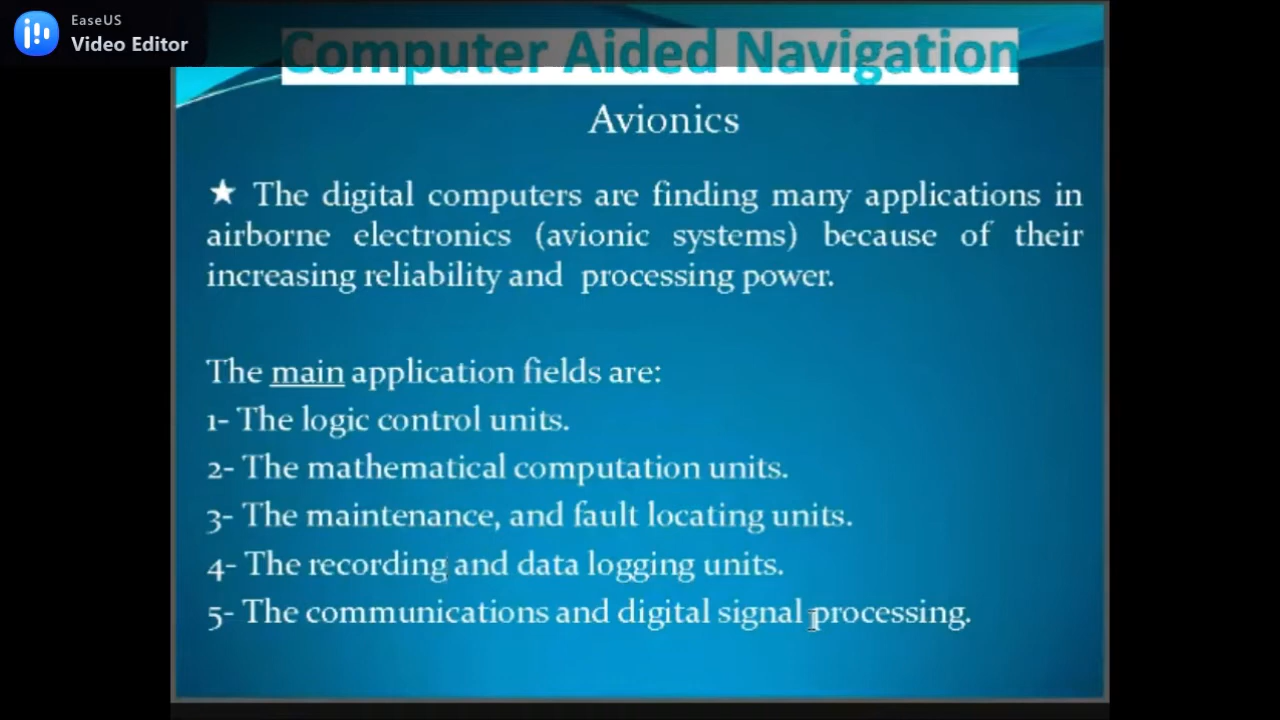 EaseUS
Video Editor
Computer Aided Navigation
Avionics
★ The digital computers are finding many applications in
airborne electronics (avionic systems) because of their
increasing reliability and processing power.
The main application fields are:
1- The logic control units.
2- The mathematical computation units.
3- The maintenance, and fault locating units.
4- The recording and data logging units.
5- The communications and digital signal processing.